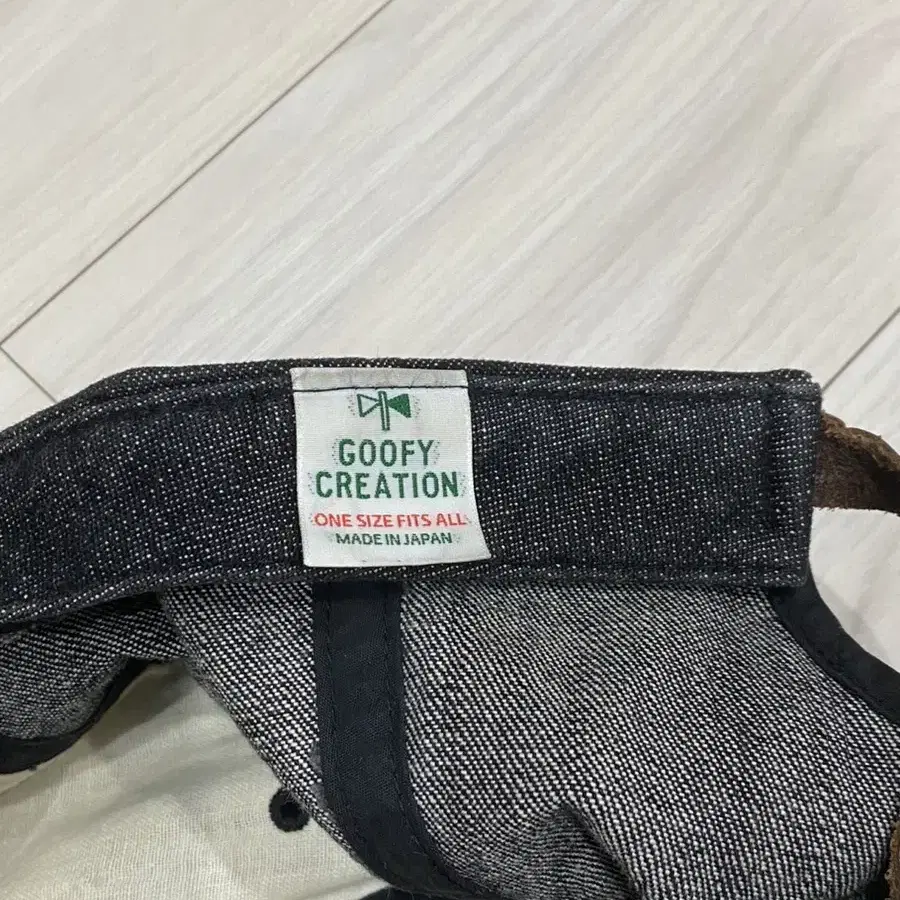 GOOFY
CREATION
ONE SIZE FITS ALL
MADE IN JAPAN